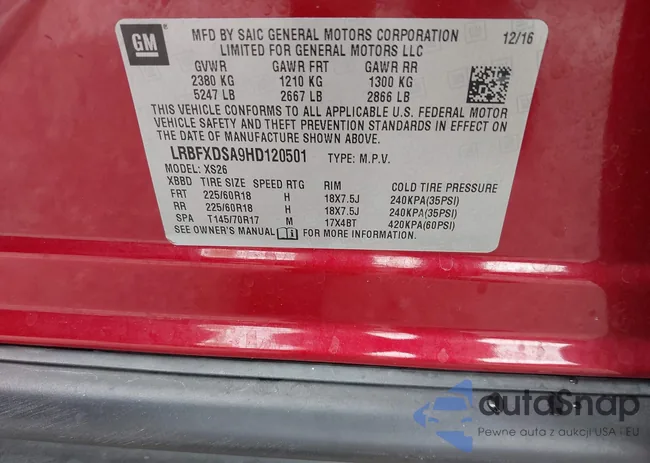 GM
MFD BY SAIC GENERAL MOTORS CORPORATION 12/16
LIMITED FOR GENERAL MOTORS LLC
GVWR GAWR FRT GAWR RR
2380 KG 1210 KG 1300 KG
5247 LB 2667 LB 2866 LB
THIS VEHICLE CONFORMS TO ALL APPLICABLE U.S. FEDERAL MOTOR
VEHICLE SAFETY AND THEFT PREVENTION STANDARDS IN EFFECT ON
THE DATE OF MANUFACTURE SHOWN ABOVE.
LRBFXDSA9HD120501 TYPE: M.P.V.
MODEL: XS26
XBBD TIRE SIZE SPEED RTG RIM COLD TIRE PRESSURE
FRT 225/60R18 H 18X7.5J 240KPA(35PSI)
RR 225/60R18 H 18X7.5J 240KPA(35PSI)
SPA T145/70R17 M 17X4BT 420KPA(60PSI)
SEE OWNER'S MANUAL FOR MORE INFORMATION.
autoSnap
Pewne auta z aukcji USA i EU